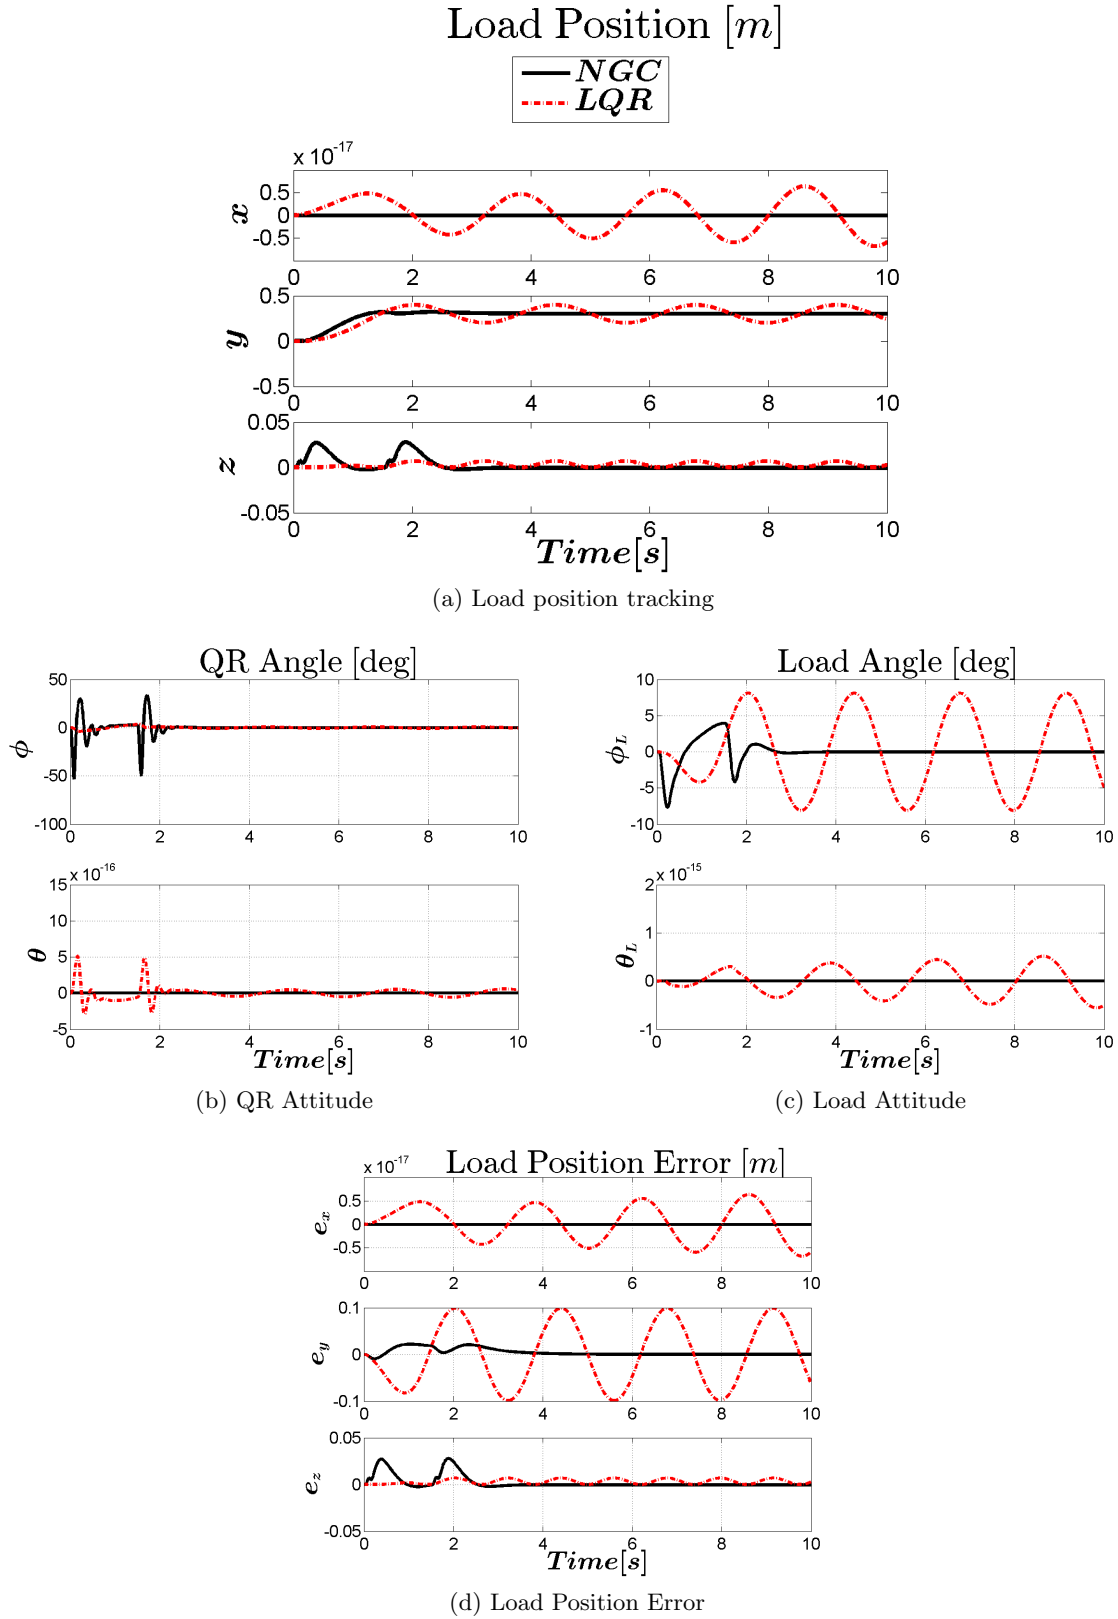 Load Position [m]
NGC
LQR
x 10-17
x
0.5
0
-0.5
0 2 4 6 8 10
y
0.5
0
-0.5
0 2 4 6 8 10
z
0.05
0
-0.05
0 2 4 6 8 10
Time[s]
(a) Load position tracking
QR Angle [deg]
ϕ
50
0
-50
-100
0 2 4 6 8 10
x 10-16
θ
15
10
5
0
-5
0 2 4 6 8 10
Time[s]
(b) QR Attitude
Load Angle [deg]
ϕL
10
5
0
-5
-10
0 2 4 6 8 10
x 10-15
θL
2
1
0
-1
0 2 4 6 8 10
Time[s]
(c) Load Attitude
Load Position Error [m]
x 10-17
ex
0.5
0
-0.5
0 2 4 6 8 10
ey
0.1
0
-0.1
0 2 4 6 8 10
ez
0.05
0
-0.05
0 2 4 6 8 10
Time[s]
(d) Load Position Error